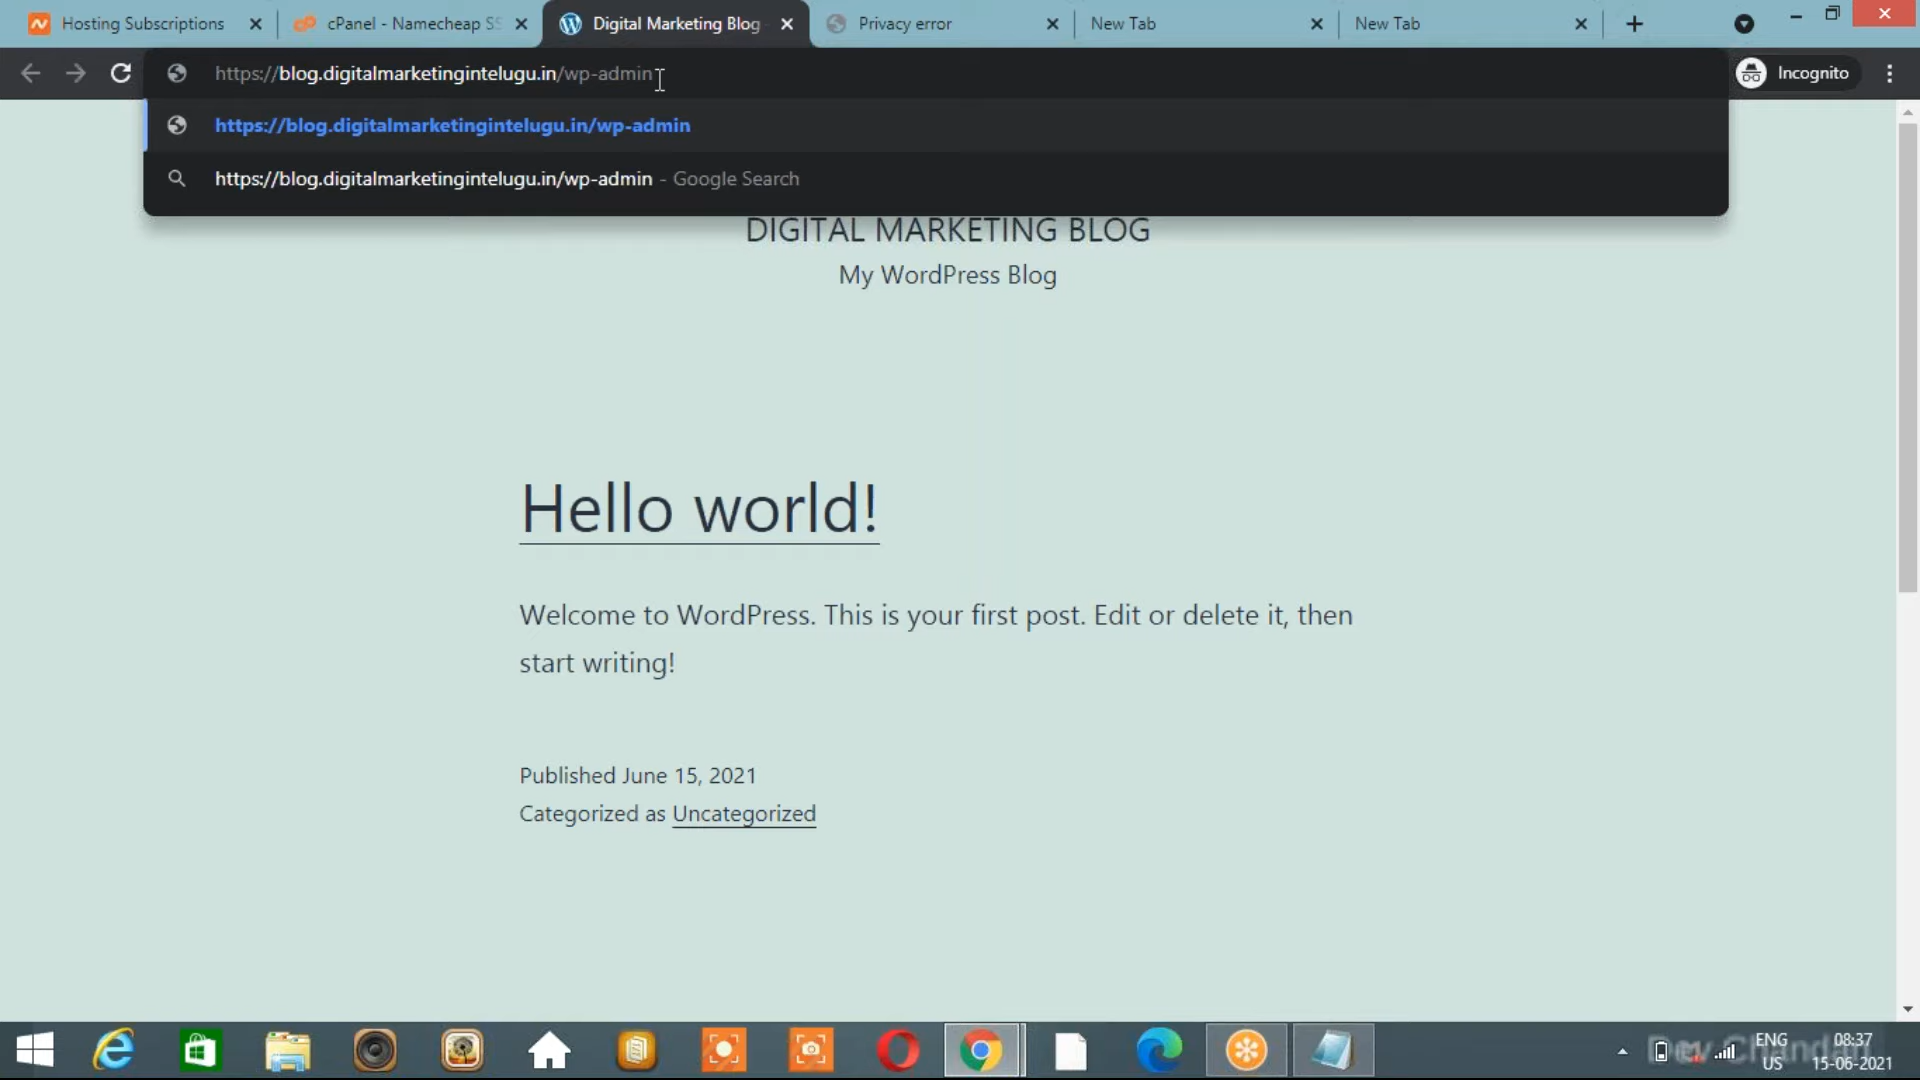 Hosting Subscriptions
cPanel - Namecheap SS
Digital Marketing Blog
Privacy error
New Tab
New Tab
https://blog.digitalmarketingintelugu.in/wp-admin
Incognito
https://blog.digitalmarketingintelugu.in/wp-admin
https://blog.digitalmarketingintelugu.in/wp-admin - Google Search
DIGITAL MARKETING BLOG
My WordPress Blog
Hello world!
Welcome to WordPress. This is your first post. Edit or delete it, then
start writing!
Published June 15, 2021
Categorized as Uncategorized
Dev Chandan
ENG
US
08:37
15-06-2021